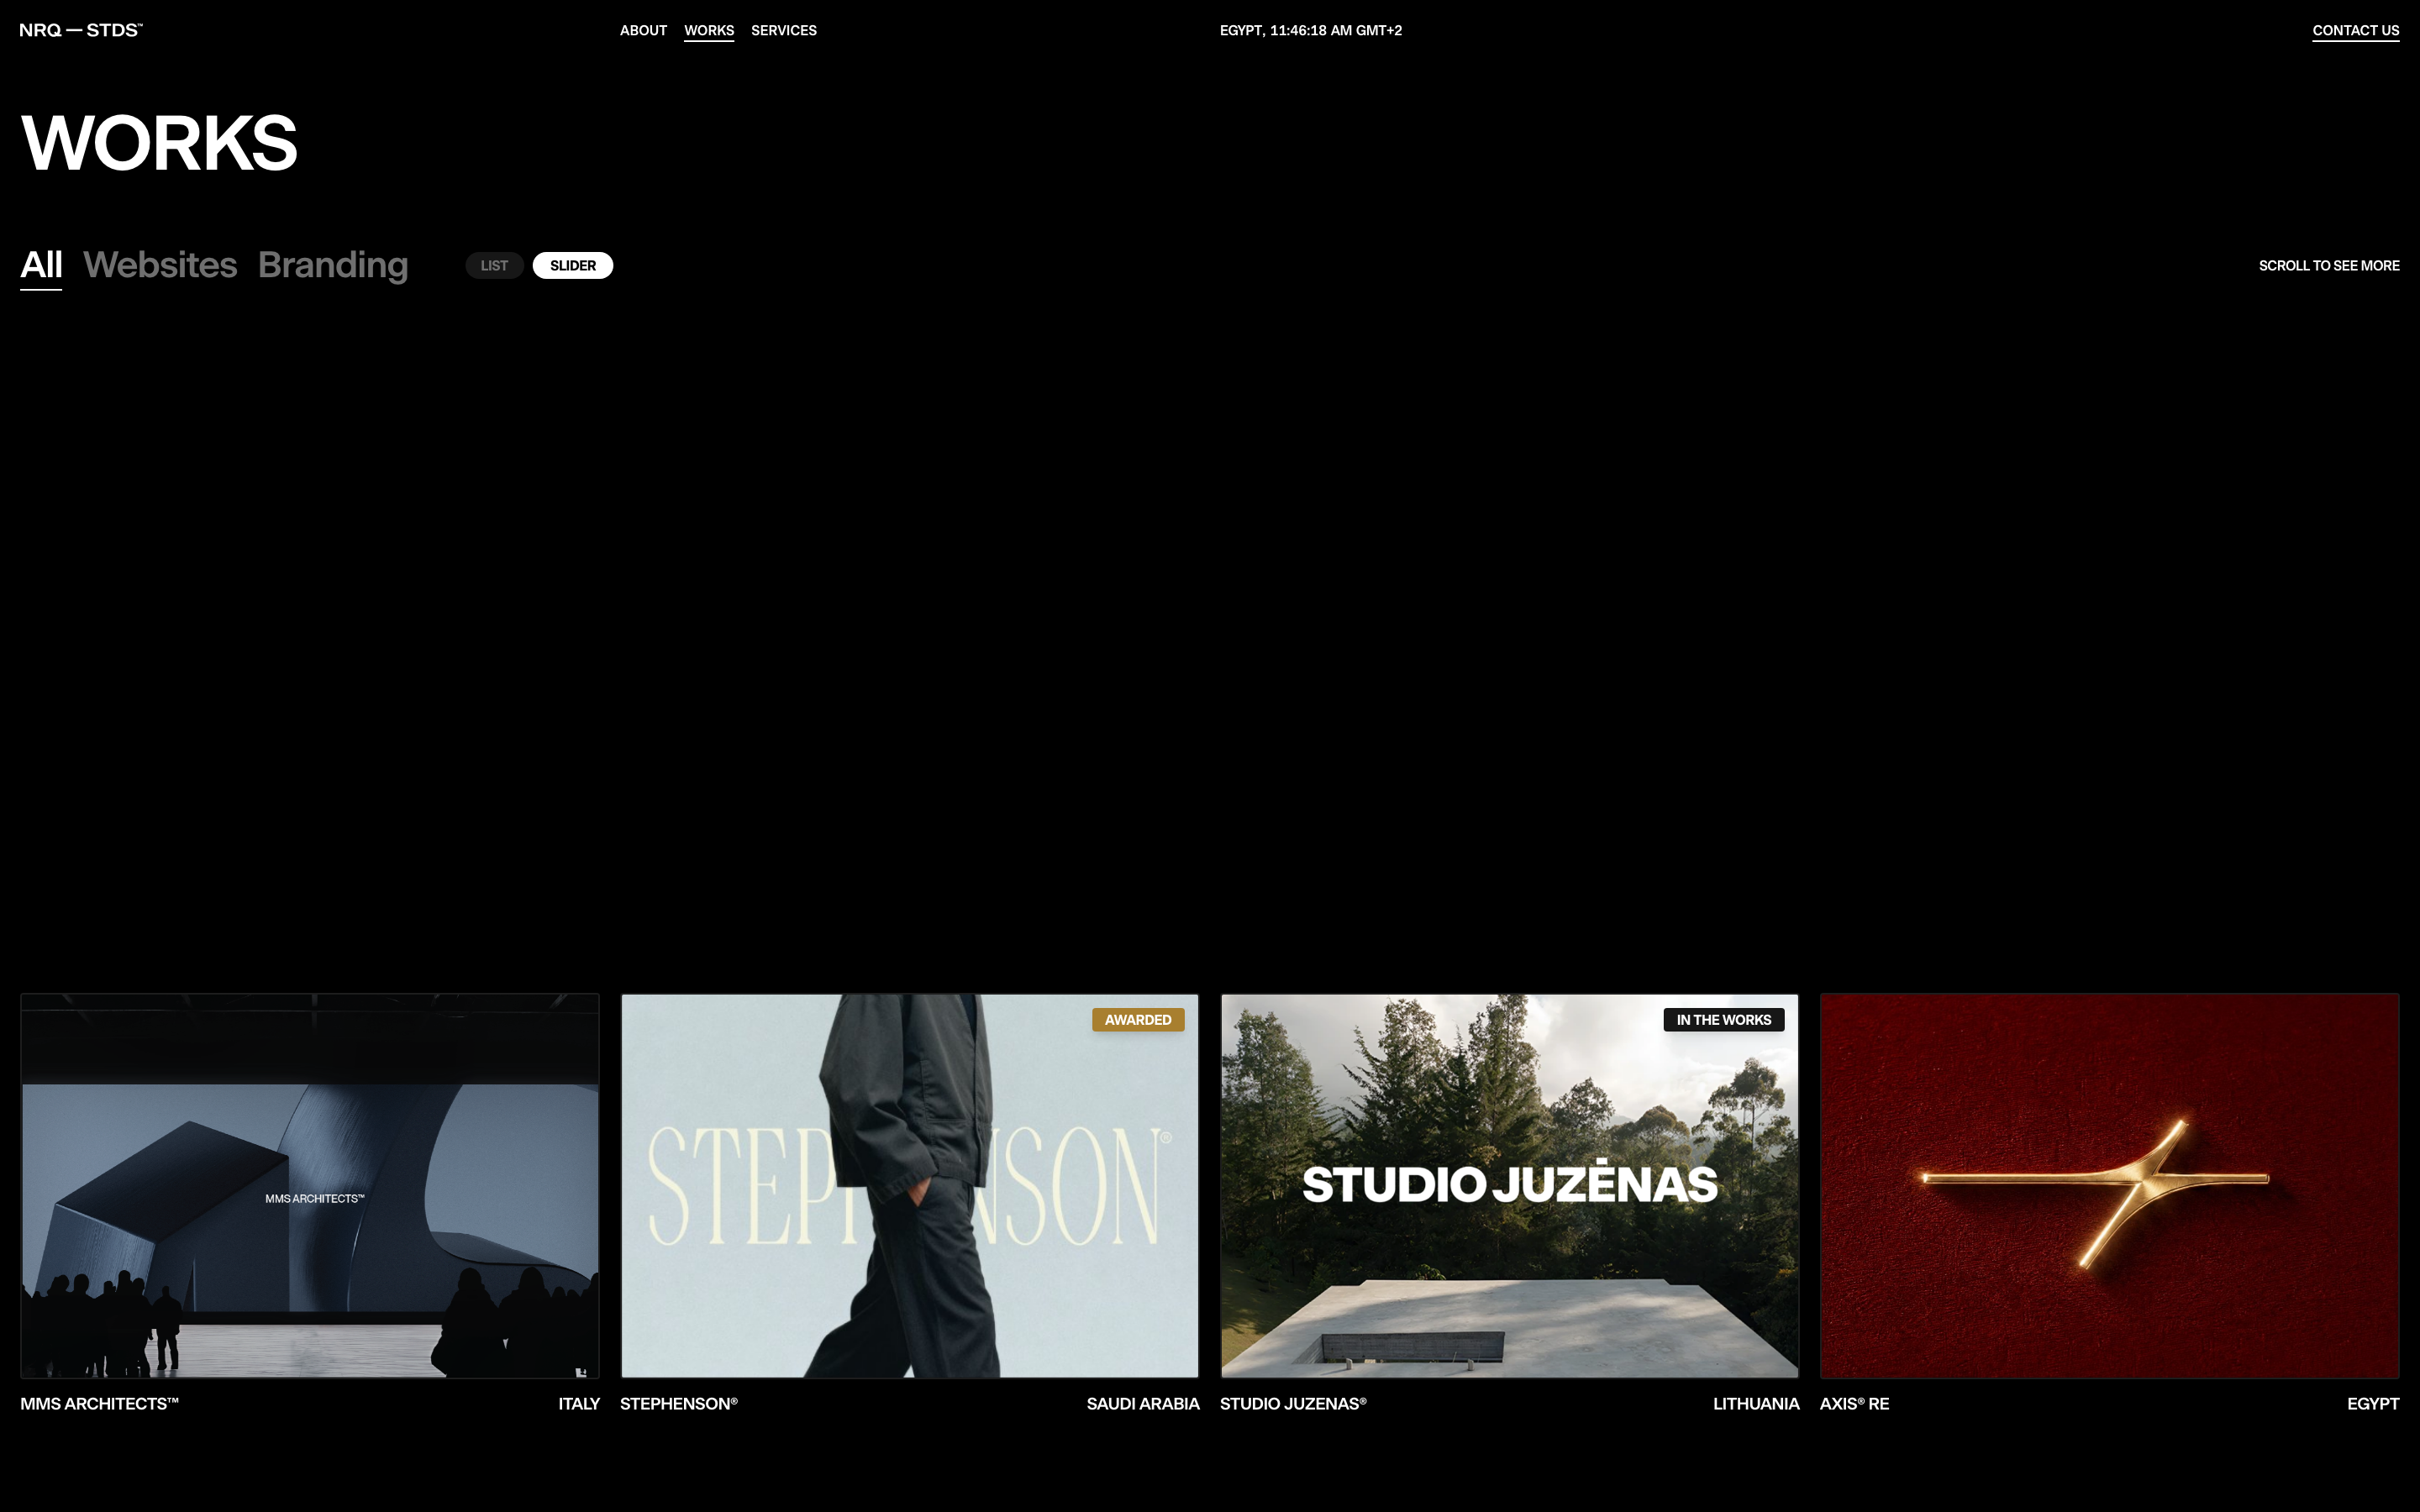 NRQ — STDS™
ABOUT WORKS SERVICES
EGYPT, 11:46:18 AM GMT+2
CONTACT US
WORKS
All Websites Branding
LIST SLIDER
SCROLL TO SEE MORE
MMS ARCHITECTS™
AWARDED
STEPHENSON®
IN THE WORKS
STUDIO JUZĖNAS
MMS ARCHITECTS™ ITALY
STEPHENSON® SAUDI ARABIA
STUDIO JUZENAS® LITHUANIA
AXIS® RE EGYPT